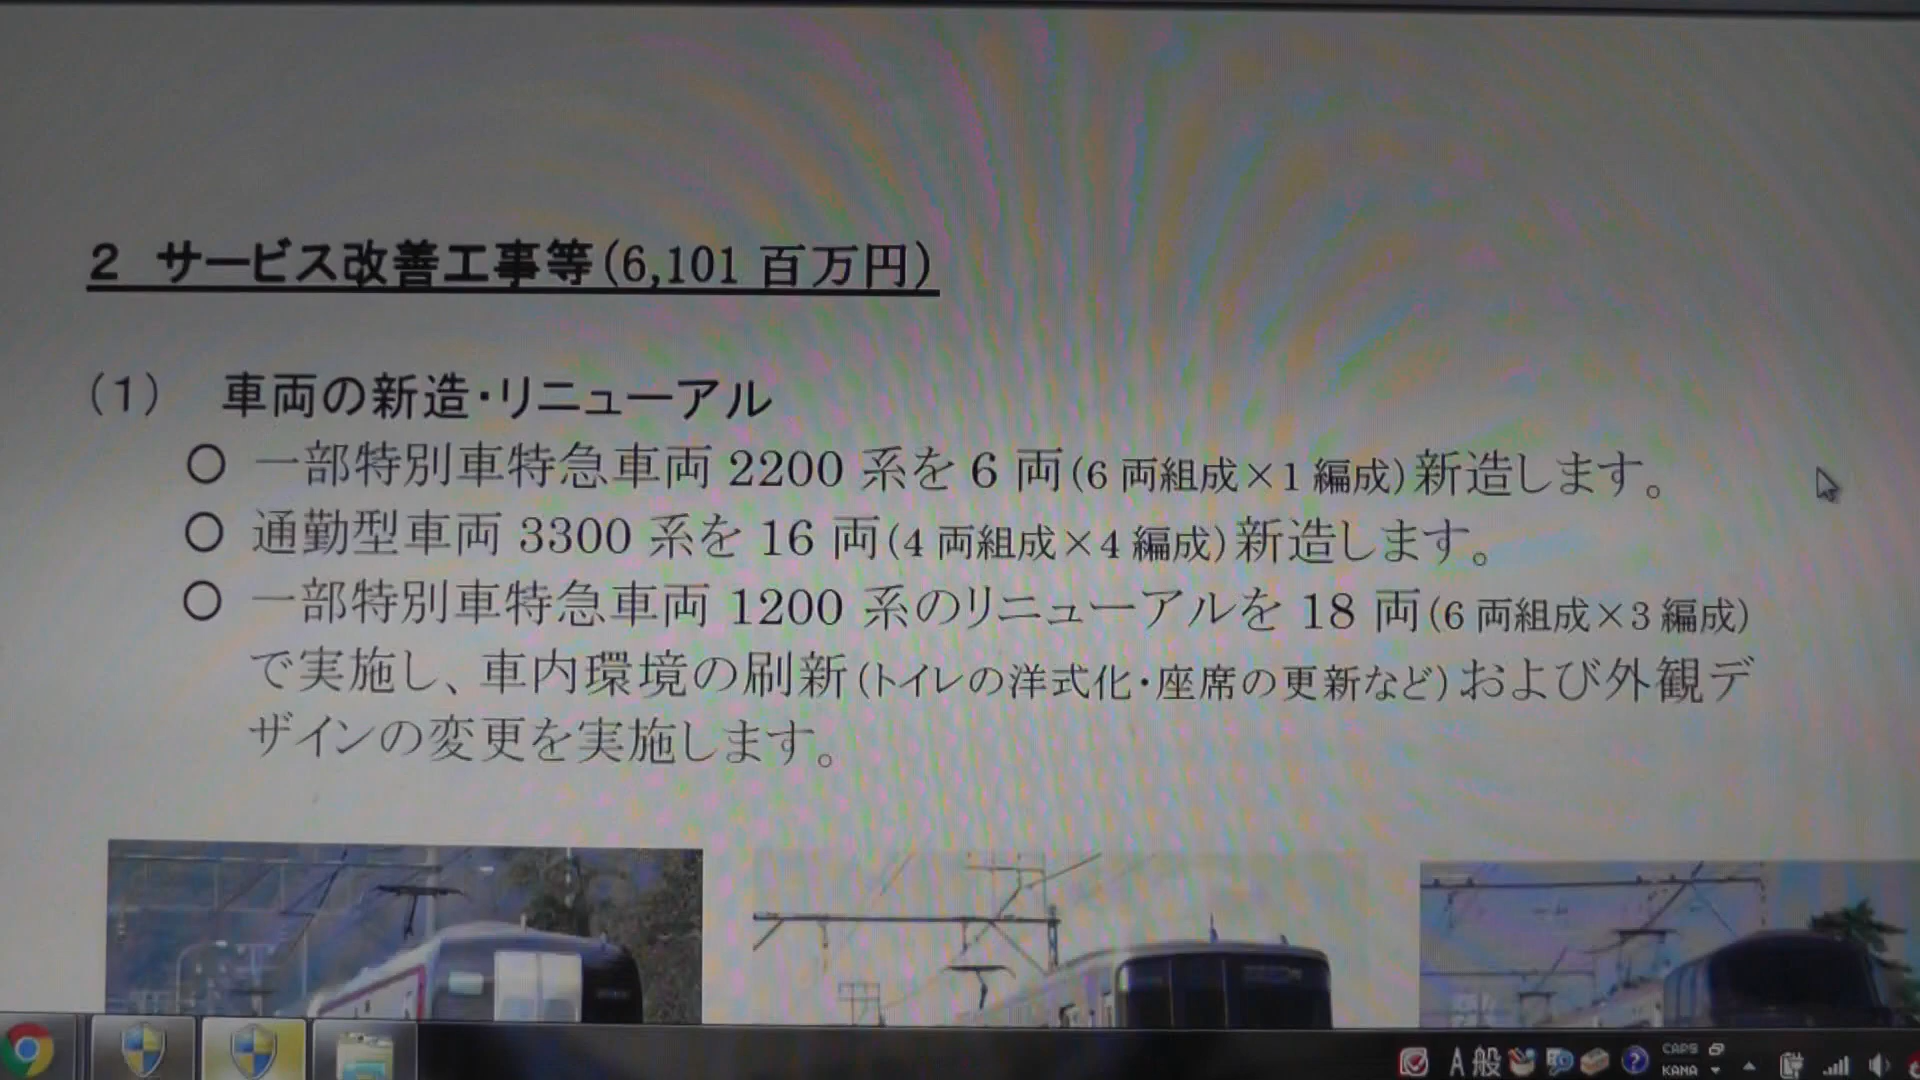 2 サービス改善工事等(6,101 百万円)
(1) 車両の新造・リニューアル
○ 一部特別車特急車両 2200 系を 6 両(6 両組成×1 編成)新造します。
○ 通勤型車両 3300 系を 16 両(4 両組成×4 編成)新造します。
○ 一部特別車特急車両 1200 系のリニューアルを 18 両(6 両組成×3 編成)
で実施し、車内環境の刷新(トイレの洋式化・座席の更新など)および外観デ
ザインの変更を実施します。
A 般
CAPS
KANA